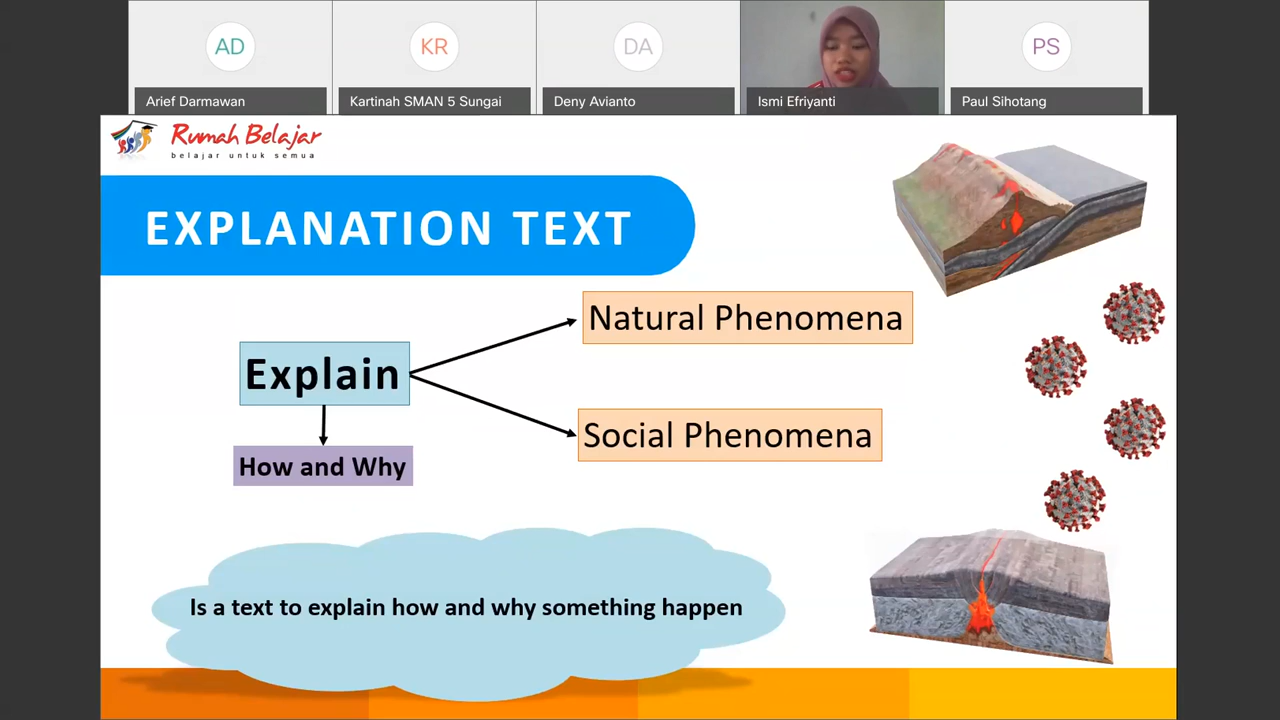 AD
KR
DA
PS
Arief Darmawan
Kartinah SMAN 5 Sungai
Deny Avianto
Ismi Efriyanti
Paul Sihotang
Rumah Belajar
belajar untuk semua
EXPLANATION TEXT
Natural Phenomena
Explain
Social Phenomena
How and Why
Is a text to explain how and why something happen